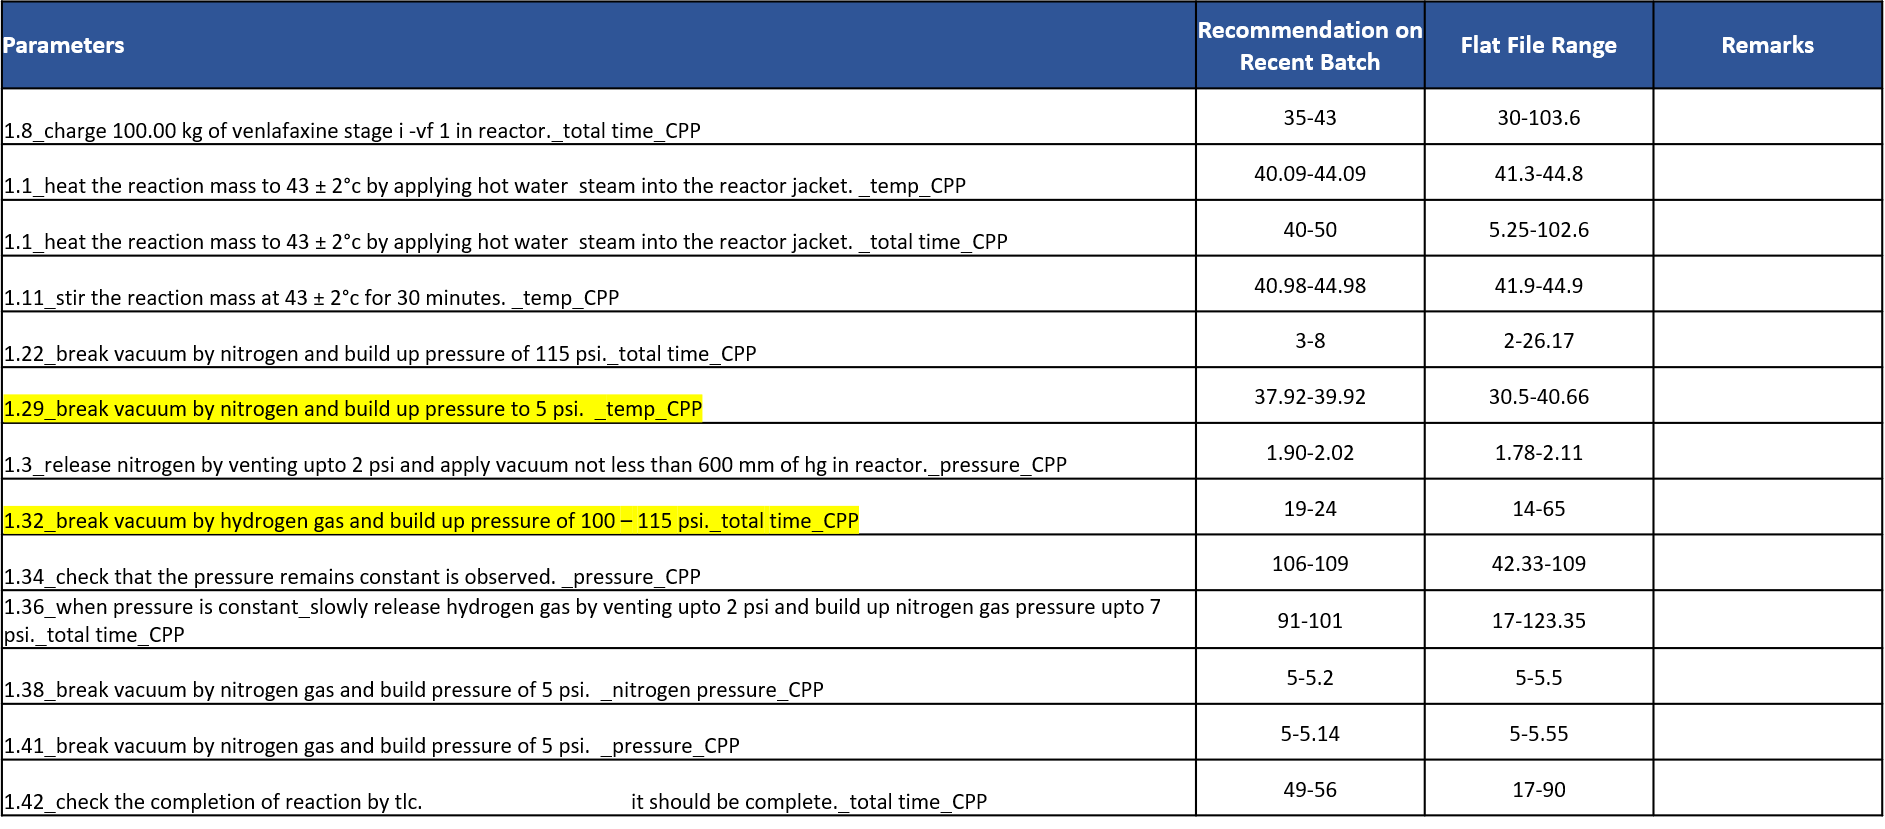 Parameters
Recommendation on
Recent Batch
Flat File Range
Remarks
1.8_charge 100.00 kg of venlafaxine stage i -vf 1 in reactor._total time_CPP
35-43
30-103.6
1.1_heat the reaction mass to 43 ± 2°c by applying hot water  steam into the reactor jacket. _temp_CPP
40.09-44.09
41.3-44.8
1.1_heat the reaction mass to 43 ± 2°c by applying hot water  steam into the reactor jacket. _total time_CPP
40-50
5.25-102.6
1.11_stir the reaction mass at 43 ± 2°c for 30 minutes. _temp_CPP
40.98-44.98
41.9-44.9
1.22_break vacuum by nitrogen and build up pressure of 115 psi._total time_CPP
3-8
2-26.17
1.29_break vacuum by nitrogen and build up pressure to 5 psi.  _temp_CPP
37.92-39.92
30.5-40.66
1.3_release nitrogen by venting upto 2 psi and apply vacuum not less than 600 mm of hg in reactor._pressure_CPP
1.90-2.02
1.78-2.11
1.32_break vacuum by hydrogen gas and build up pressure of 100 – 115 psi._total time_CPP
19-24
14-65
1.34_check that the pressure remains constant is observed. _pressure_CPP
106-109
42.33-109
1.36_when pressure is constant_slowly release hydrogen gas by venting upto 2 psi and build up nitrogen gas pressure upto 7
psi._total time_CPP
91-101
17-123.35
1.38_break vacuum by nitrogen gas and build pressure of 5 psi.  _nitrogen pressure_CPP
5-5.2
5-5.5
1.41_break vacuum by nitrogen gas and build pressure of 5 psi.  _pressure_CPP
5-5.14
5-5.55
1.42_check the completion of reaction by tlc.  it should be complete._total time_CPP
49-56
17-90